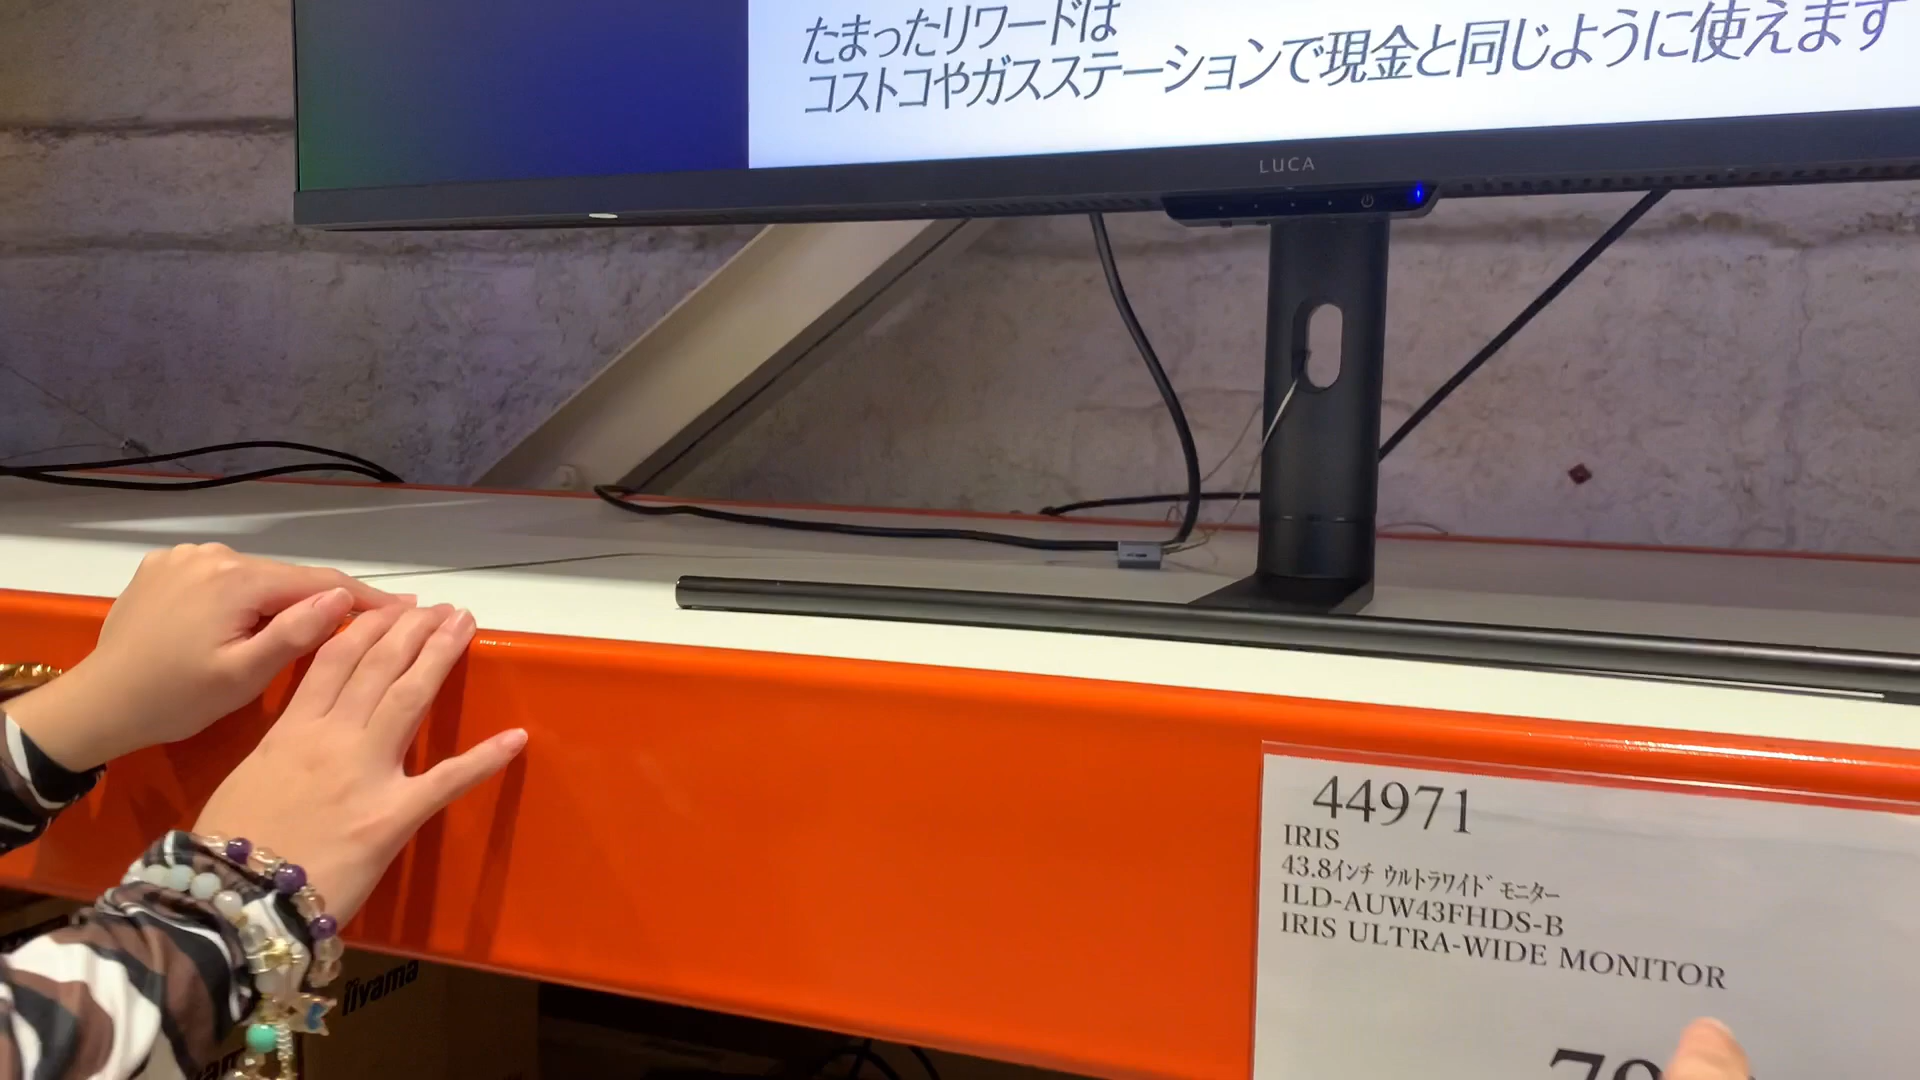 たまったリワードは
コストコやガスステーションで現金と同じように使えます
LUCA
44971
IRIS
43.8インチ ウルトラワイド モニター
ILD-AUW43FHDS-B
IRIS ULTRA-WIDE MONITOR
79
iiyama